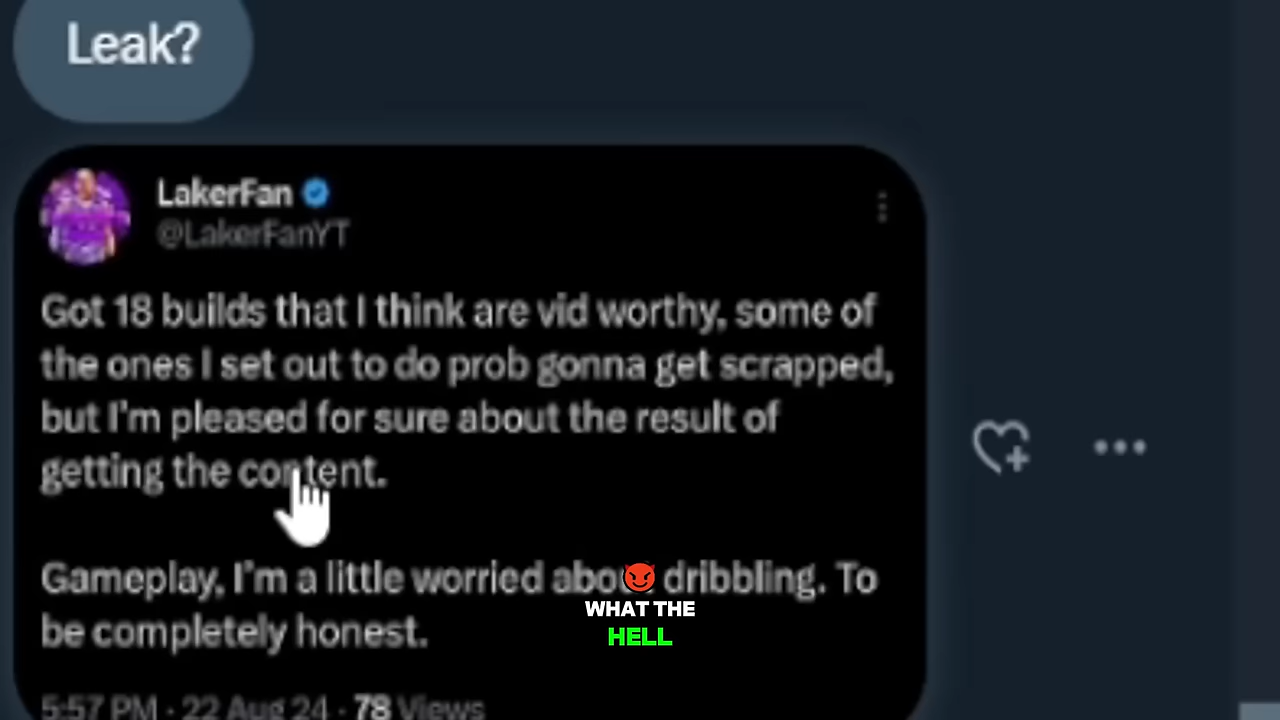 Leak?
LakerFan
@LakerFanYT
Got 18 builds that I think are vid worthy, some of
the ones I set out to do prob gonna get scrapped,
but I'm pleased for sure about the result of
getting the content.
Gameplay, I'm a little worried about dribbling. To
be completely honest.
WHAT THE
HELL
5:57 PM · 22 Aug 24 · 78 Views